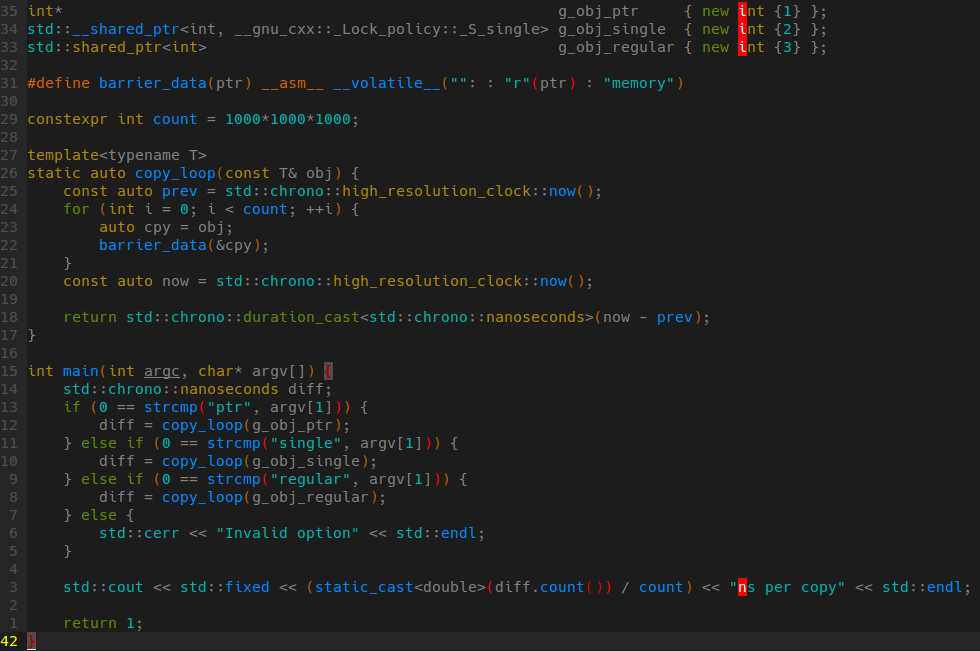 35 int*                                                       g_obj_ptr     { new int {1} };
34 std::__shared_ptr<int, __gnu_cxx::_Lock_policy::_S_single> g_obj_single  { new int {2} };
33 std::shared_ptr<int>                                       g_obj_regular { new int {3} };
32
31 #define barrier_data(ptr) __asm__ __volatile__("": : "r"(ptr) : "memory")
30
29 constexpr int count = 1000*1000*1000;
28
27 template<typename T>
26 static auto copy_loop(const T& obj) {
25     const auto prev = std::chrono::high_resolution_clock::now();
24     for (int i = 0; i < count; ++i) {
23         auto cpy = obj;
22         barrier_data(&cpy);
21     }
20     const auto now = std::chrono::high_resolution_clock::now();
19
18     return std::chrono::duration_cast<std::chrono::nanoseconds>(now - prev);
17 }
16
15 int main(int argc, char* argv[]) {
14     std::chrono::nanoseconds diff;
13     if (0 == strcmp("ptr", argv[1])) {
12         diff = copy_loop(g_obj_ptr);
11     } else if (0 == strcmp("single", argv[1])) {
10         diff = copy_loop(g_obj_single);
9     } else if (0 == strcmp("regular", argv[1])) {
8         diff = copy_loop(g_obj_regular);
7     } else {
6         std::cerr << "Invalid option" << std::endl;
5     }
4
3     std::cout << std::fixed << (static_cast<double>(diff.count()) / count) << "ns per copy" << std::endl;
2
1     return 1;
42 }